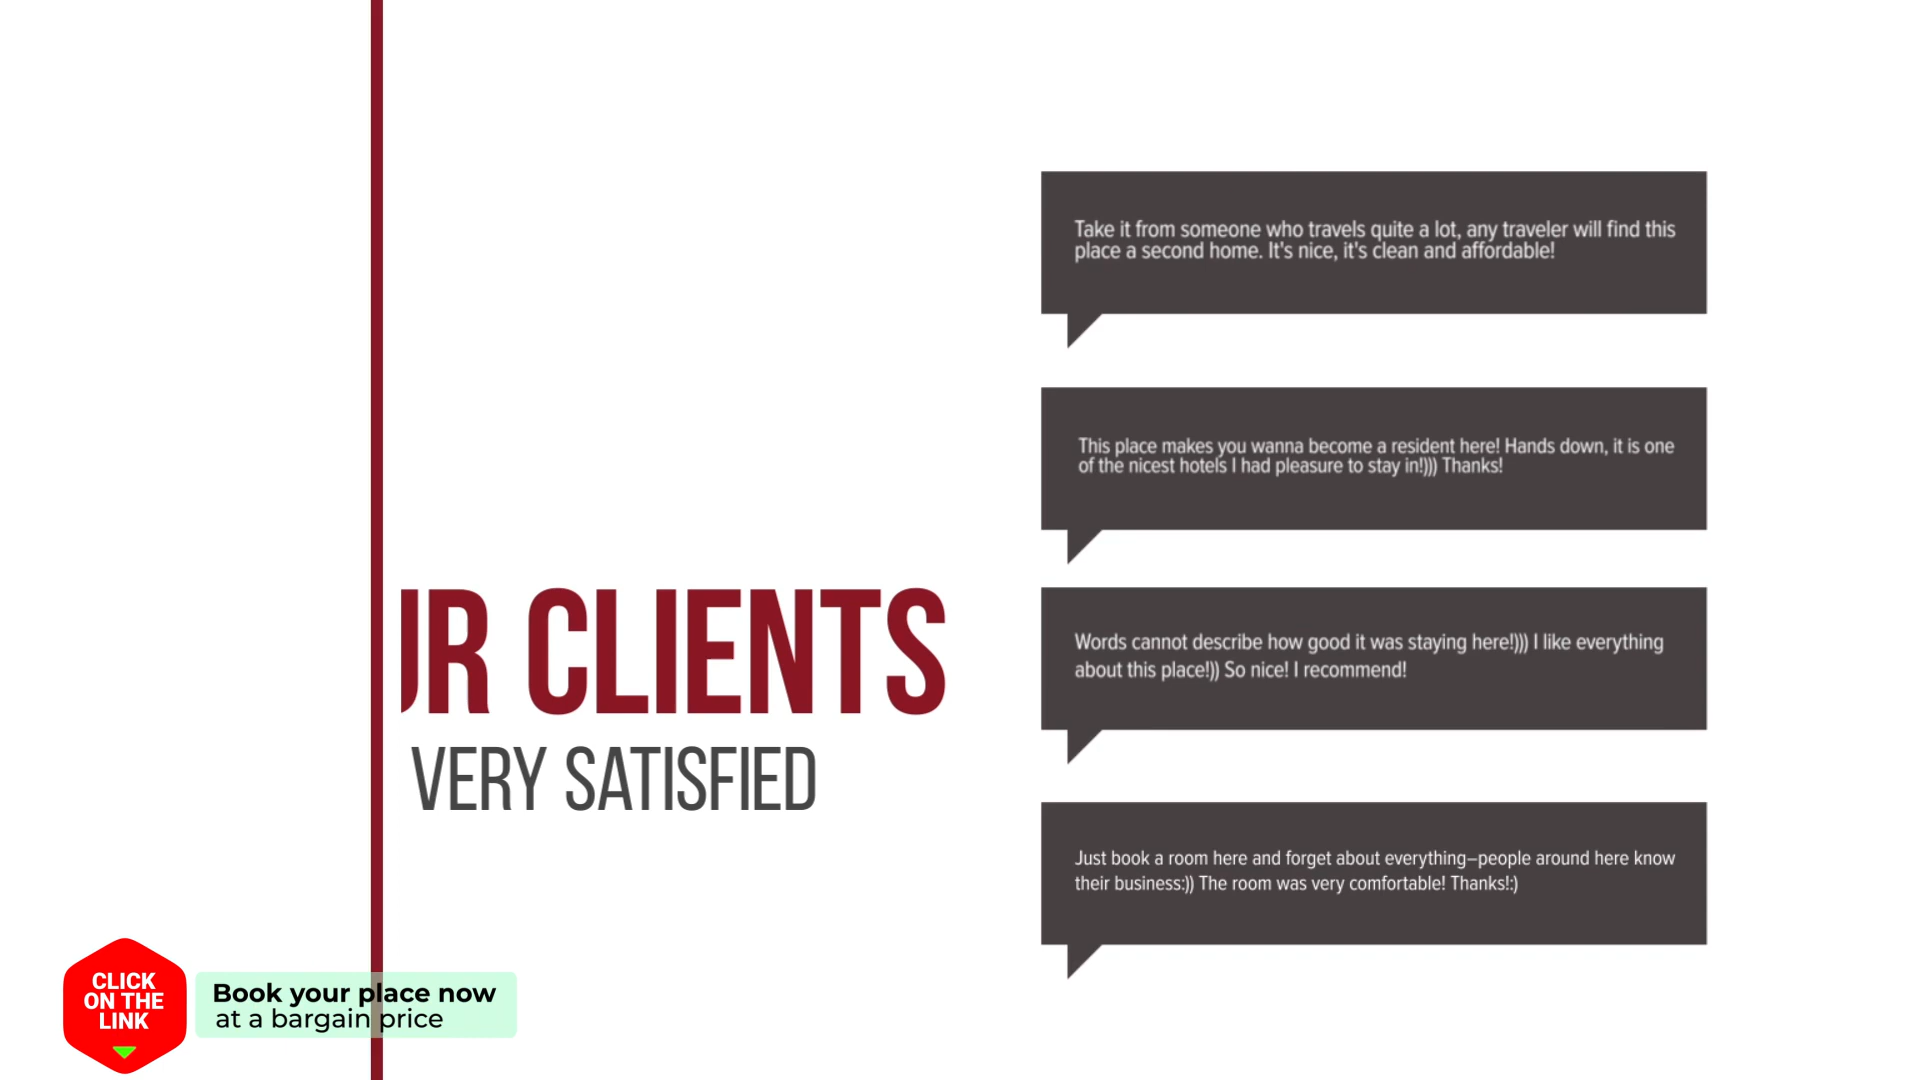 Take it from someone who travels quite a lot, any traveler will find this
place a second home. It's nice, it's clean and affordable!
This place makes you wanna become a resident here! Hands down, it is one
of the nicest hotels I had pleasure to stay in!))) Thanks!
UR CLIENTS
VERY SATISFIED
Words cannot describe how good it was staying here!))) I like everything
about this place!)) So nice! I recommend!
Just book a room here and forget about everything–people around here know
their business:)) The room was very comfortable! Thanks!:)
CLICK
ON THE
LINK
Book your place now
at a bargain price